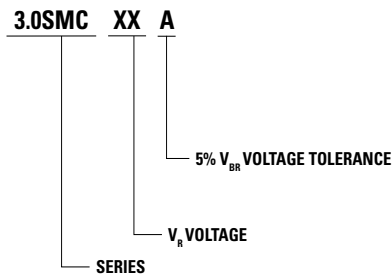 3.0SMC XX A
5% VBR VOLTAGE TOLERANCE
VR VOLTAGE
SERIES